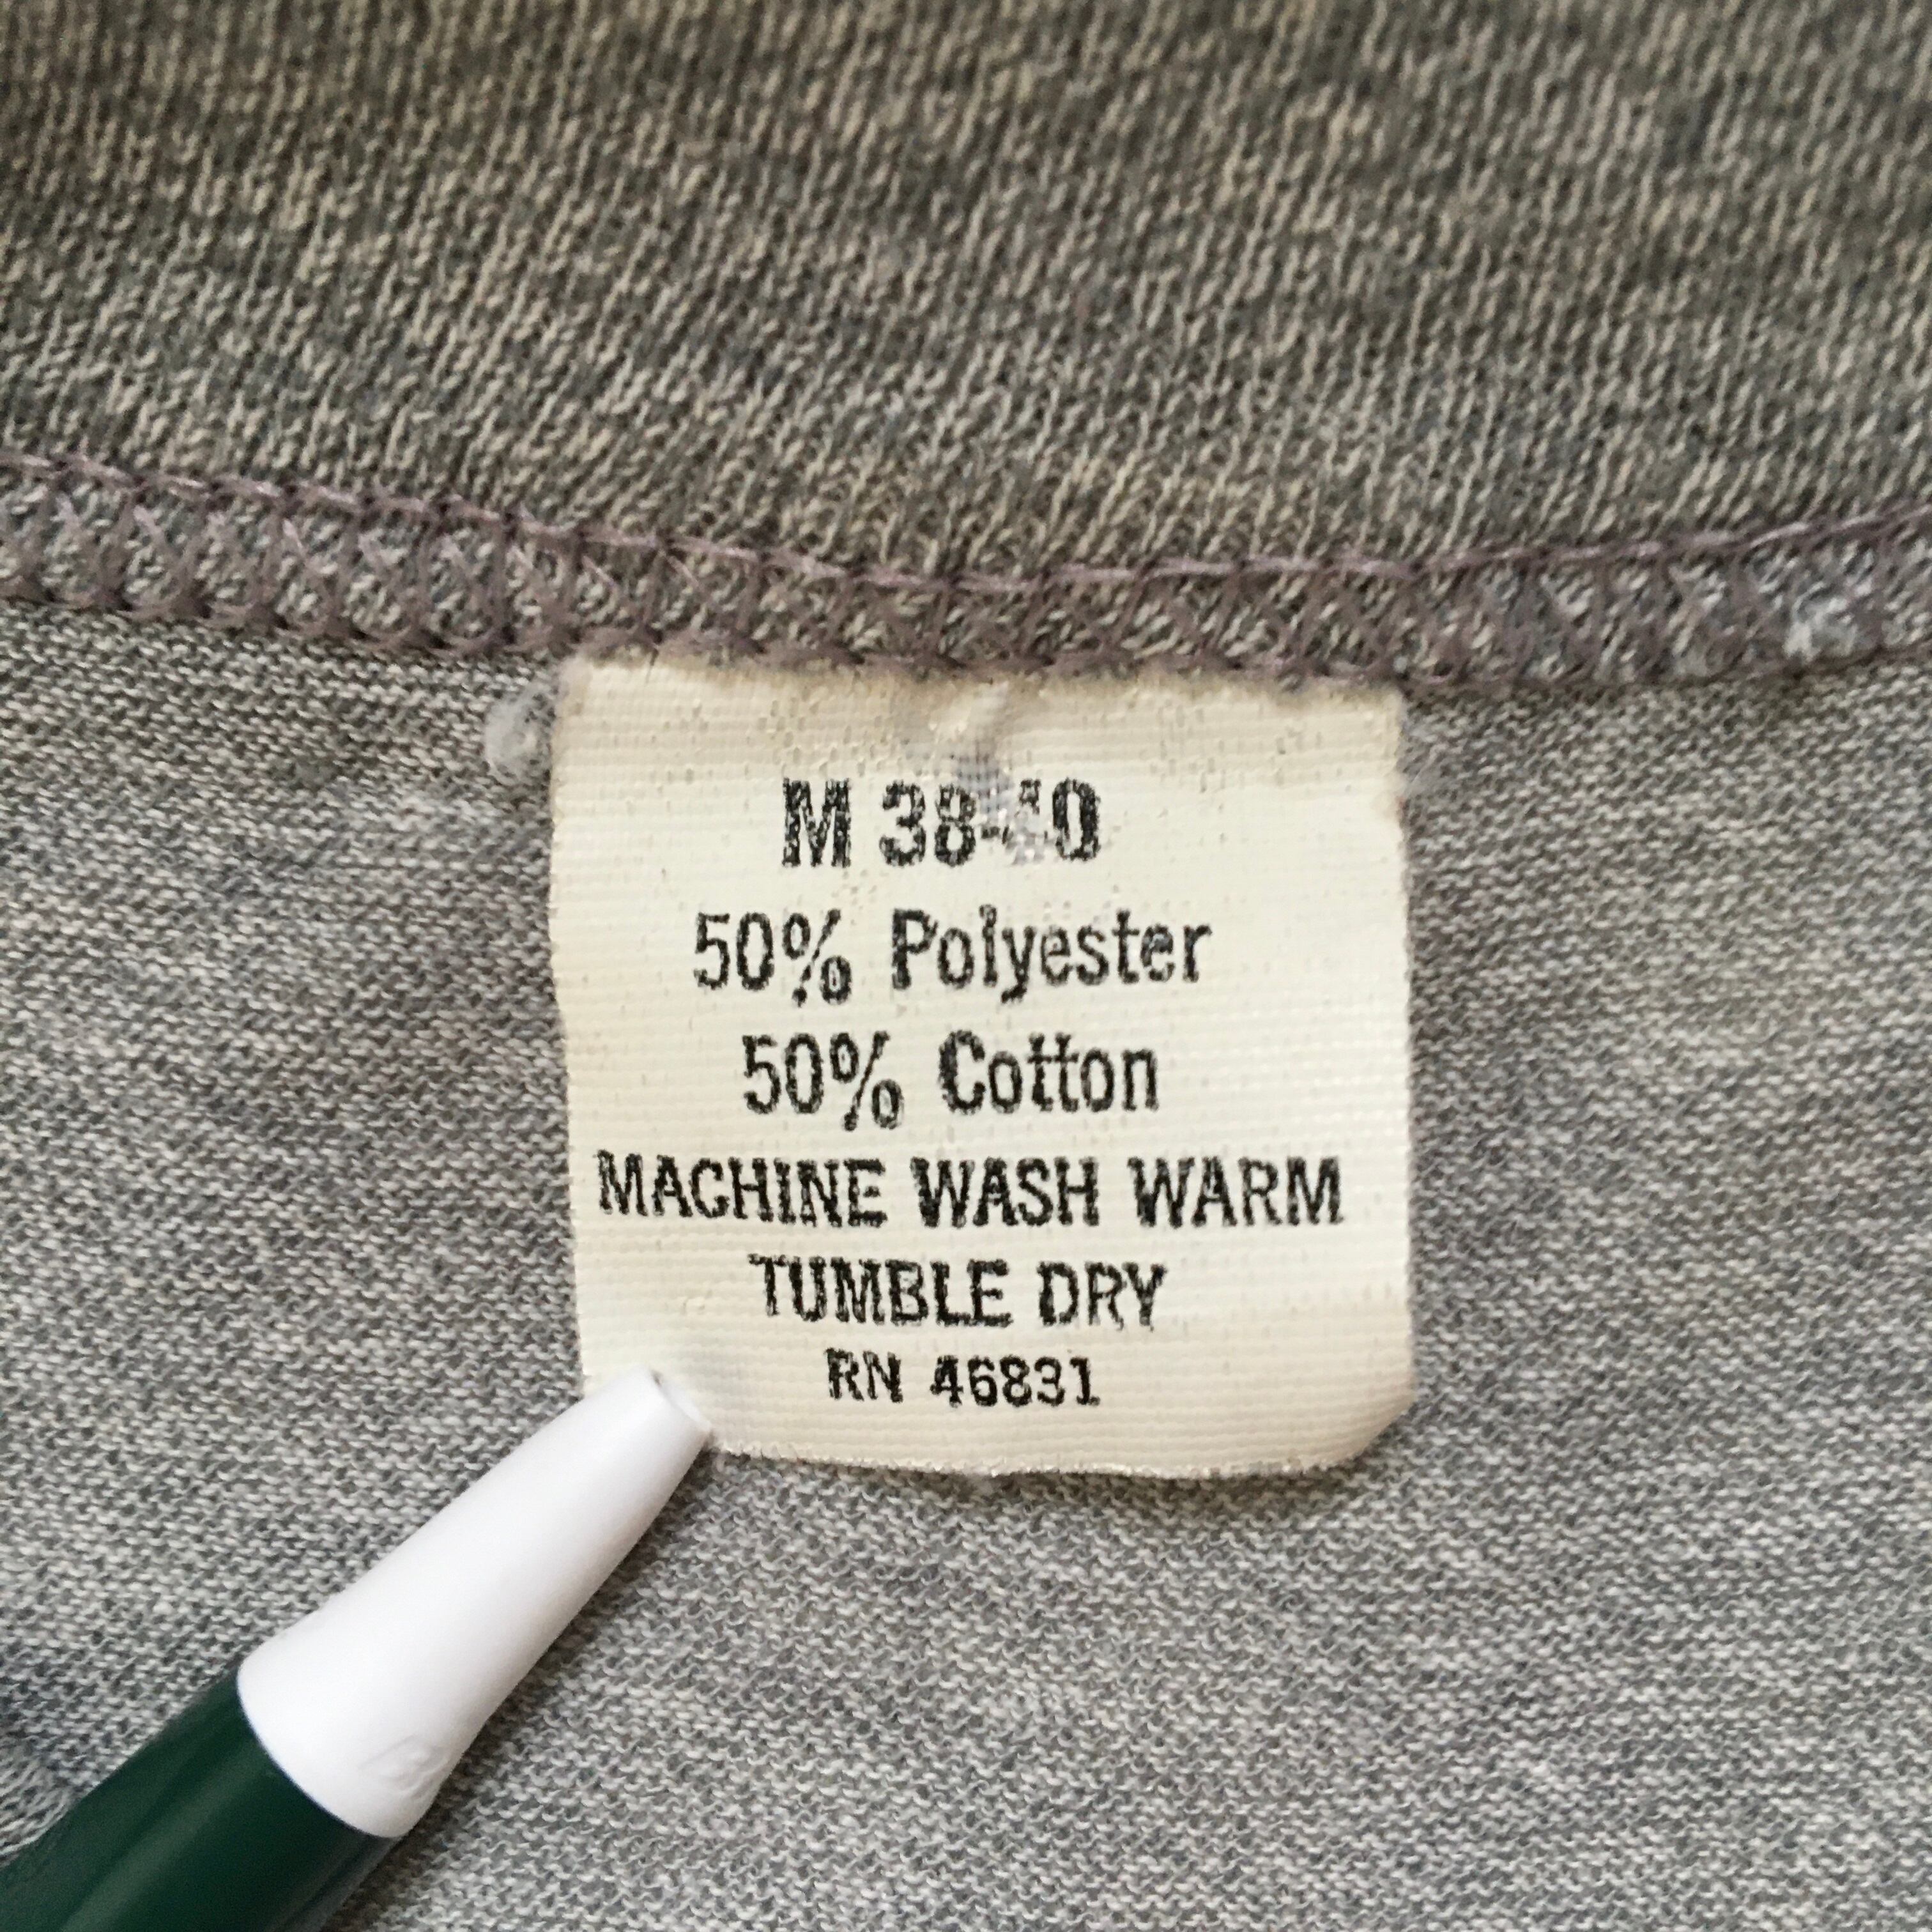 M 38-40
50% Polyester
50% Cotton
MACHINE WASH WARM
TUMBLE DRY
RN 46831